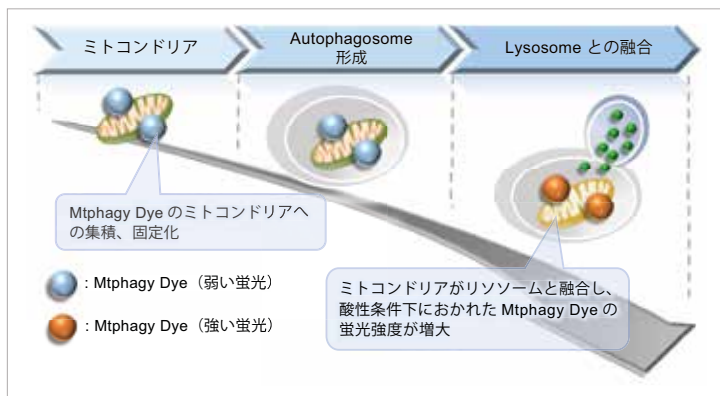 ミトコンドリア
Autophagosome
形成
Lysosome との融合
Mtphagy Dye のミトコンドリアへ
の集積、固定化
: Mtphagy Dye（弱い蛍光）
: Mtphagy Dye（強い蛍光）
ミトコンドリアがリソソームと融合し、
酸性条件下におかれた Mtphagy Dye の
蛍光強度が増大